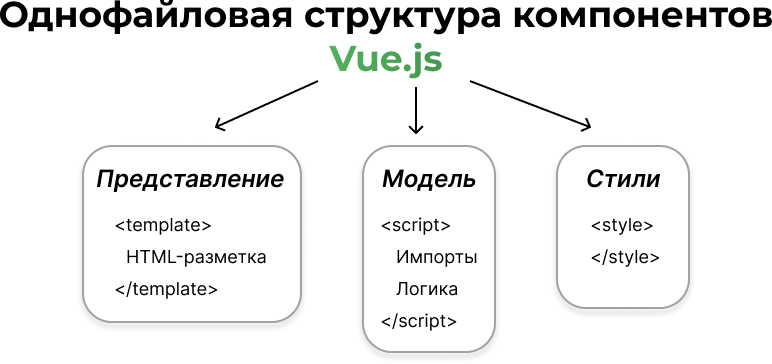 Однофайловая структура компонентов
Vue.js
Представление
<template>
HTML-разметка
</template>
Модель
<script>
Импорты
Логика
</script>
Стили
<style>
</style>